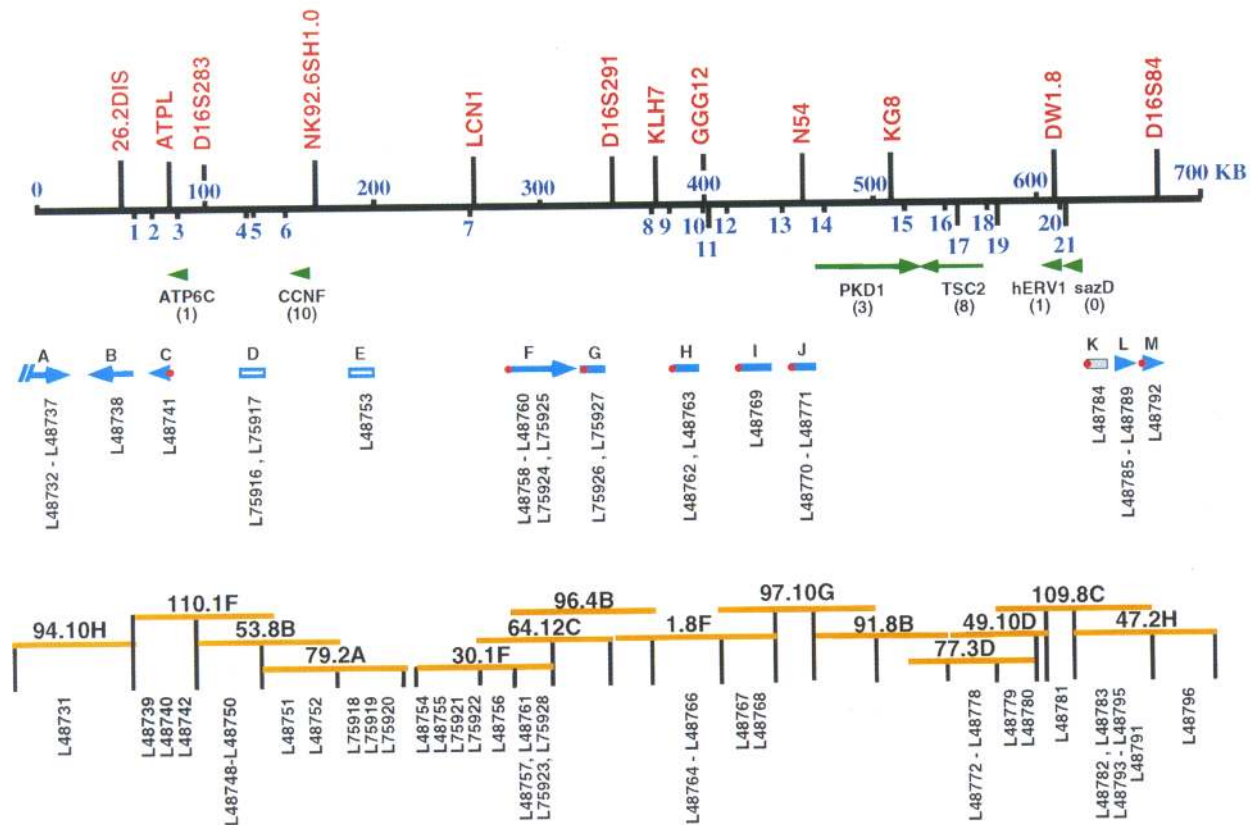 26.2DIS
ATPL
D16S283
NK92.6SH1.0
LCN1
D16S291
KLH7
GGG12
N54
KG8
DW1.8
D16S84
0 100 200 300 400 500 600 700 KB
1 2 3 4 5 6 7 8 9 10 11 12 13 14 15 16 17 18 19 20 21
ATP6C
(1)
CCNF
(10)
PKD1
(3)
TSC2
(8)
hERV1
(1)
sazD
(0)
A B C D E F G H I J K L M
L48732 - L48737
L48738
L48741
L75916 , L75917
L48753
L48758 - L48760
L75924 , L75925
L75926 , L75927
L48762 , L48763
L48769
L48770 - L48771
L48784
L48785 - L48789
L48792
94.10H
110.1F
53.8B
79.2A
30.1F
64.12C
96.4B
1.8F
97.10G
91.8B
77.3D
49.10D
109.8C
47.2H
L48731
L48739
L48740
L48742
L48748-L48750
L48751
L48752
L75918
L75919
L75920
L48754
L48755
L75921
L75922
L48756
L48757, L48761
L75923, L75928
L48764 - L48766
L48767
L48768
L48772 - L48778
L48779
L48780
L48781
L48782 , L48783
L48793 - L48795
L48791
L48796